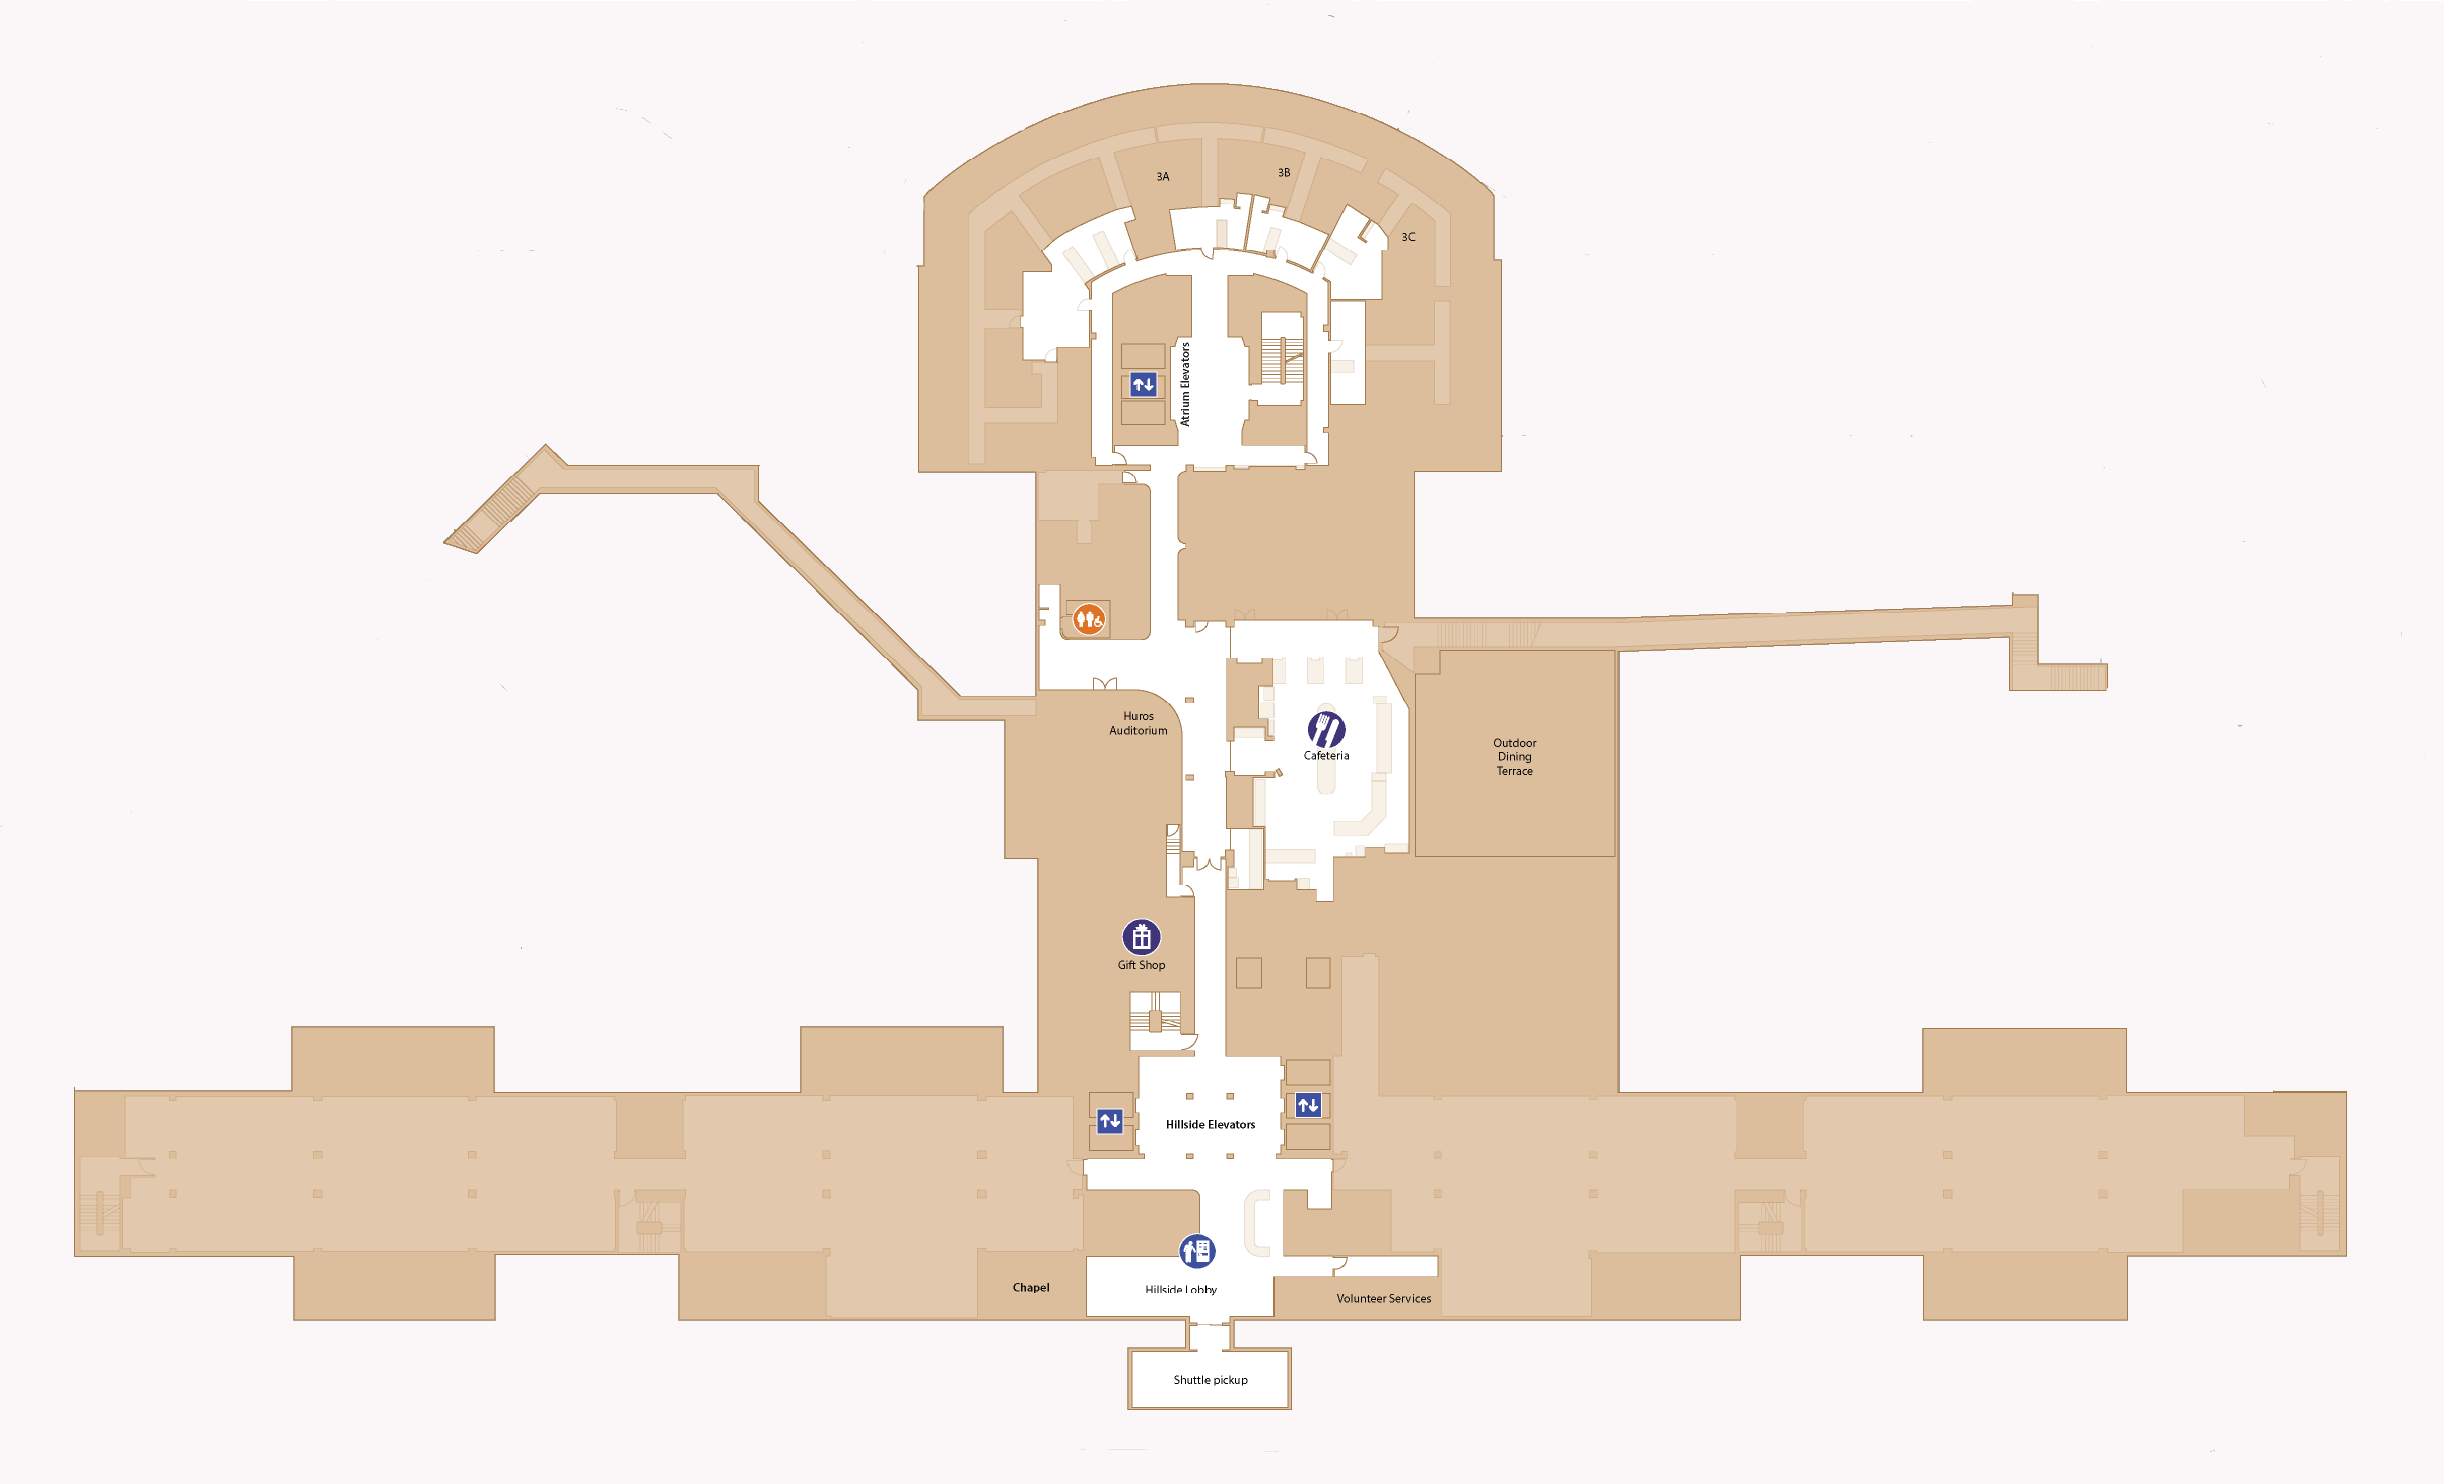 3A
3B
3C
Atrium Elevators
Huros
Auditorium
Cafeteria
Outdoor
Dining
Terrace
Gift Shop
Hillside Elevators
Chapel
Hillside Lobby
Volunteer Services
Shuttle pickup